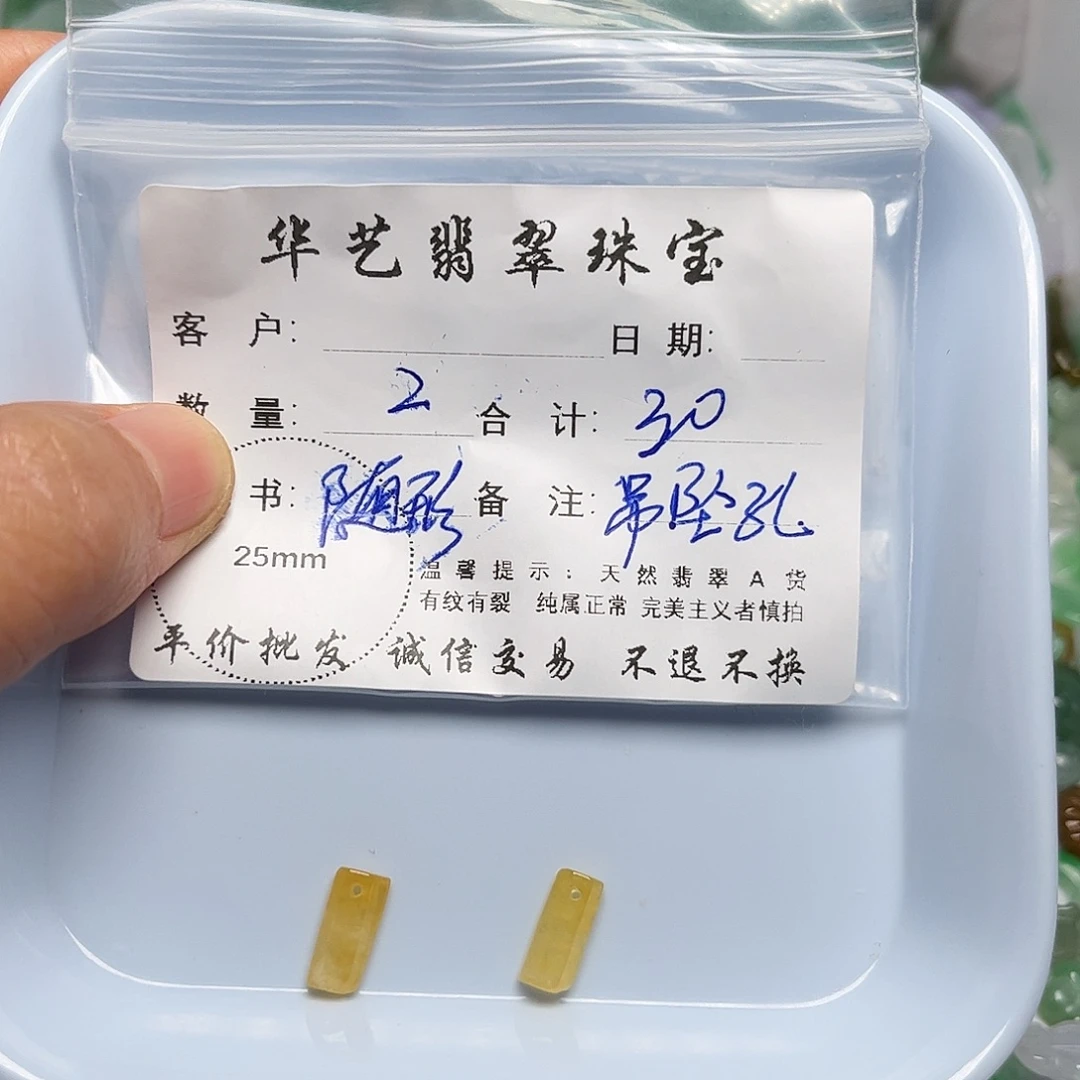 华艺翡翠珠宝
客 户: 日 期:
数 量: 2 合 计: 30
书: 随形 备 注: 吊坠孔
25mm
温馨提示: 天然翡翠A货
有纹有裂 纯属正常 完美主义者慎拍
平价批发 诚信交易 不退不换